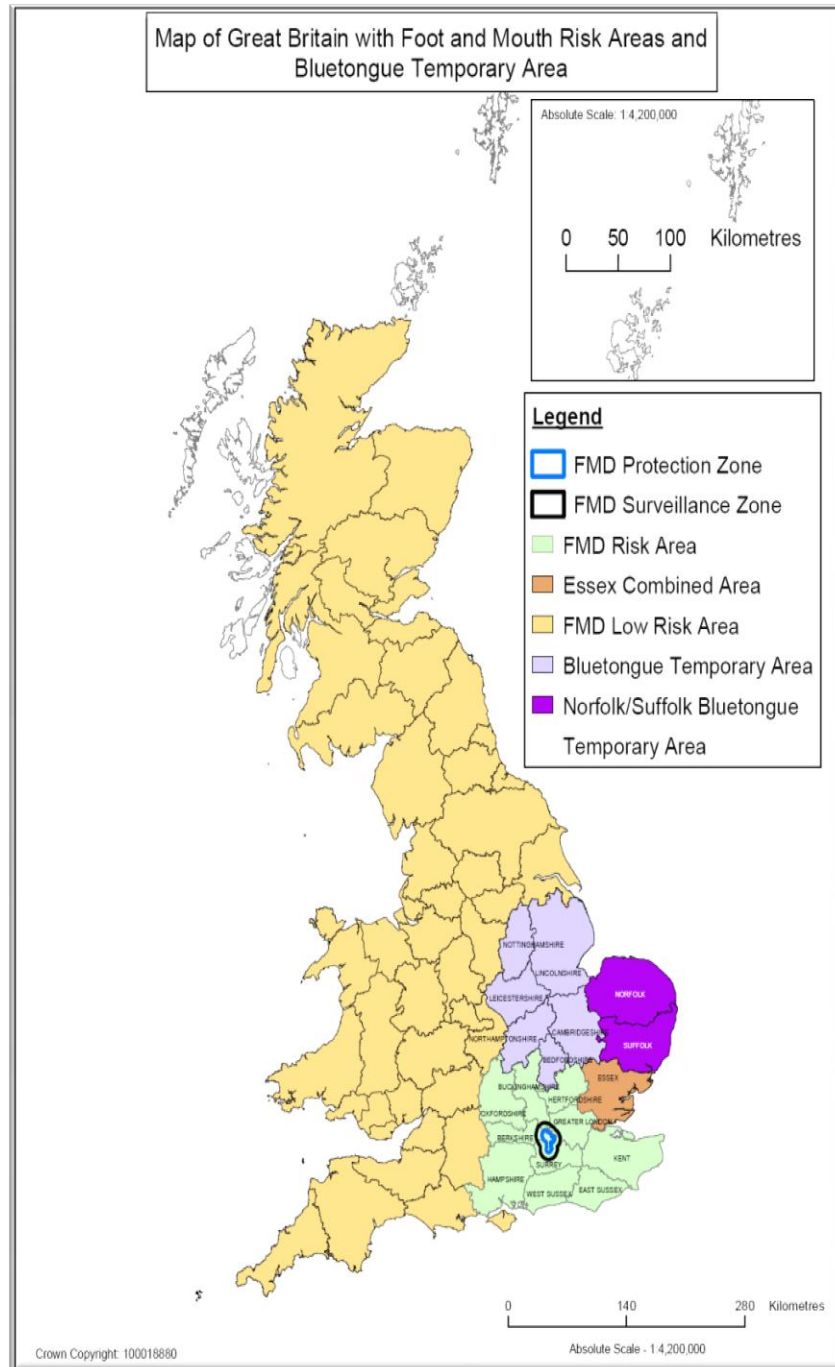 Map of Great Britain with Foot and Mouth Risk Areas and
Bluetongue Temporary Area
Absolute Scale: 1:4,200,000
0 50 100 Kilometres
Legend
FMD Protection Zone
FMD Surveillance Zone
FMD Risk Area
Essex Combined Area
FMD Low Risk Area
Bluetongue Temporary Area
Norfolk/Suffolk Bluetongue
Temporary Area
NOTTINGHAMSHIRE
LINCOLNSHIRE
LEICESTERSHIRE
NORFOLK
CAMBRIDGESHIRE
NORTHAMPTONSHIRE
SUFFOLK
BEDFORDSHIRE
ESSEX
BUCKINGHAMSHIRE
HERTFORDSHIRE
OXFORDSHIRE
GREATER LONDON
BERKSHIRE
KENT
SURREY
HAMPSHIRE
EAST SUSSEX
WEST SUSSEX
0 140 280 Kilometres
Absolute Scale - 1:4,200,000
Crown Copyright: 100018880